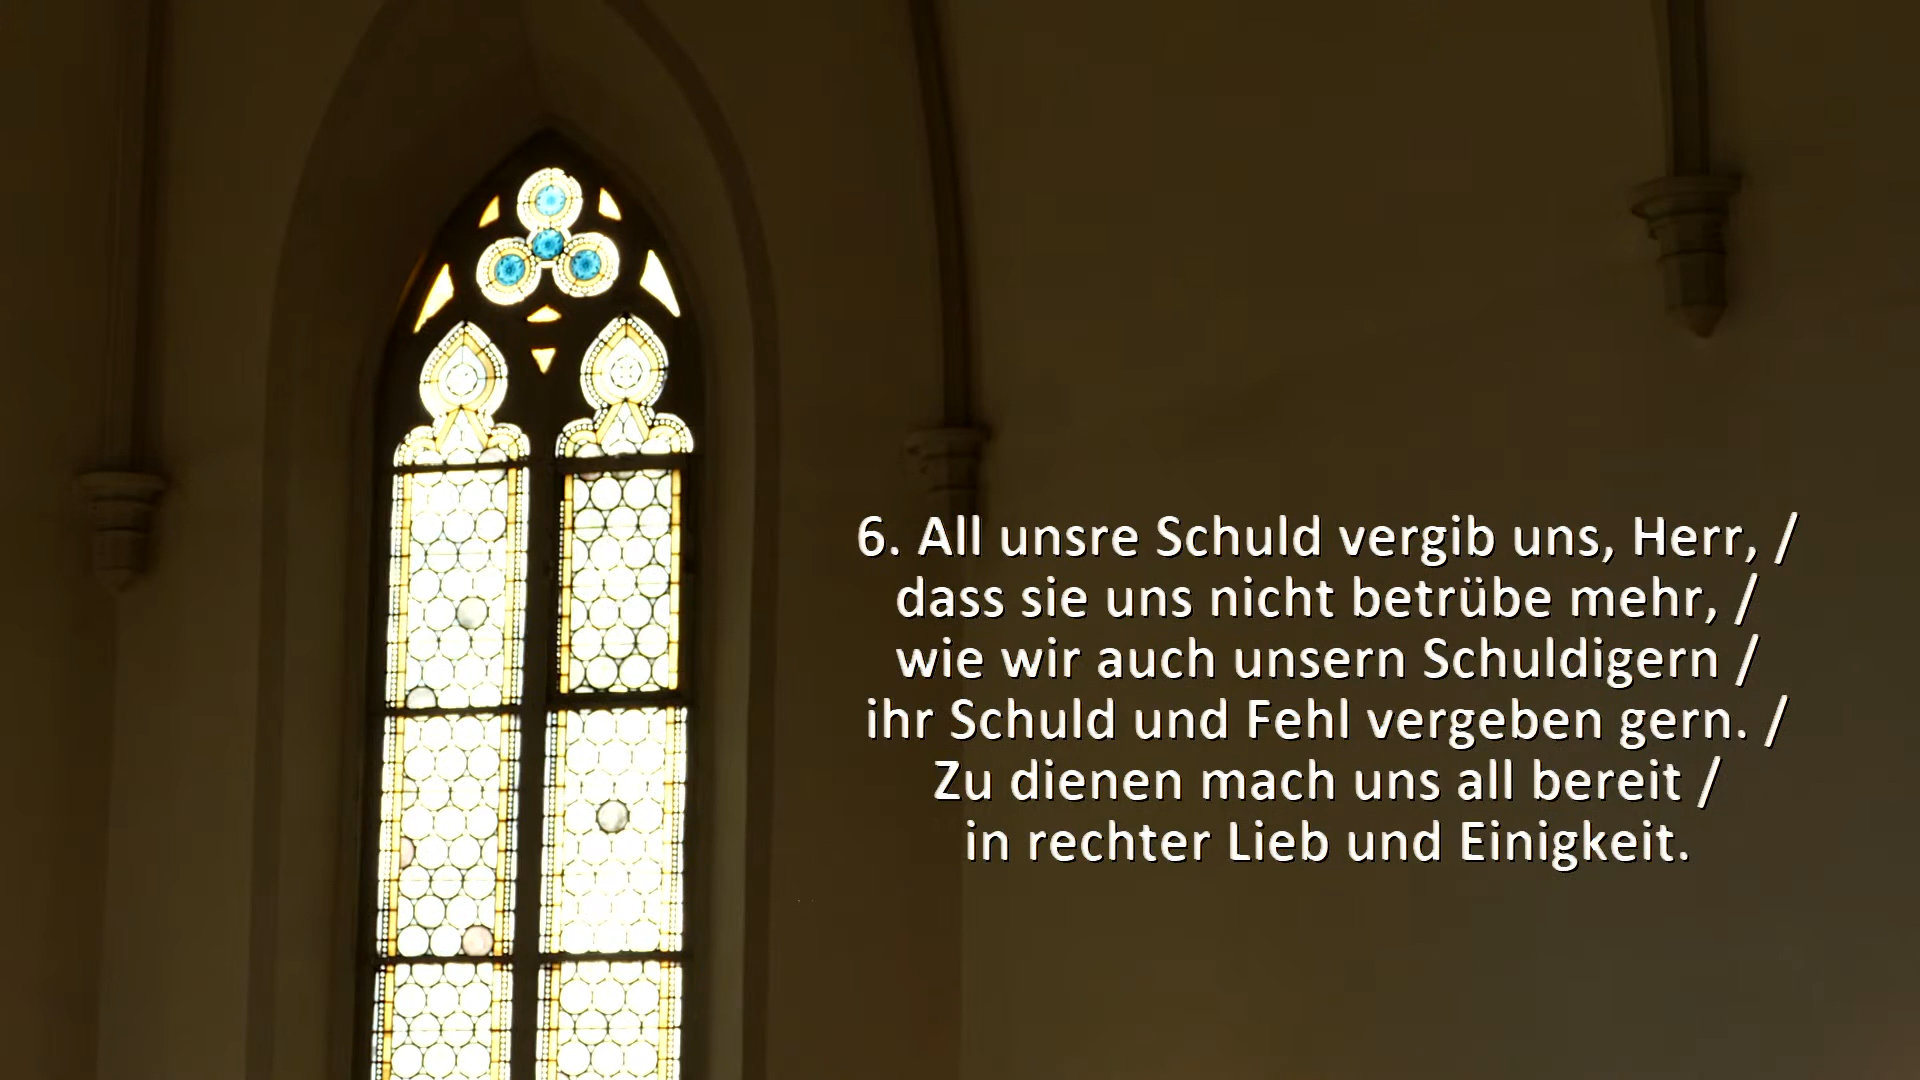 6. All unsre Schuld vergib uns, Herr, /
dass sie uns nicht betrübe mehr, /
wie wir auch unsern Schuldigern /
ihr Schuld und Fehl vergeben gern. /
Zu dienen mach uns all bereit /
in rechter Lieb und Einigkeit.